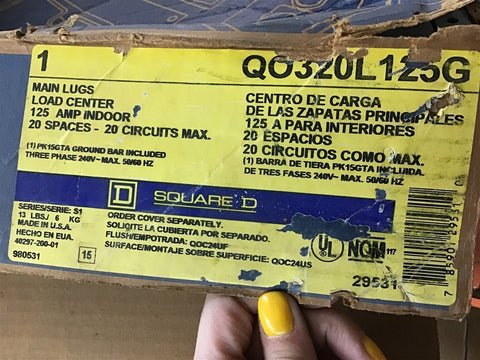 1
QO320L125G
MAIN LUGS
LOAD CENTER
125 AMP INDOOR
20 SPACES - 20 CIRCUITS MAX.
(1) PK15GTA GROUND BAR INCLUDED
THREE PHASE 240V~ MAX. 50/60 HZ
CENTRO DE CARGA
DE LAS ZAPATAS PRINCIPALES
125 A PARA INTERIORES
20 ESPACIOS
20 CIRCUITOS COMO MAX.
(1) BARRA DE TIERRA PK15GTA INCLUIDA.
DE TRES FASES 240V~ MAX. 50/60 HZ
D
SQUARE D
SERIES/SERIE: S1
13 LBS./ 6 KG
MADE IN U.S.A.
HECHO EN EUA.
40297-200-01
980531
15
ORDER COVER SEPARATELY.
SOLICITE LA CUBIERTA POR SEPARADO.
FLUSH/EMPOTRADA: QOC24UF
SURFACE/MONTAJE SOBRE SUPERFICIE: QOC24US
UL
NOM
117
29531